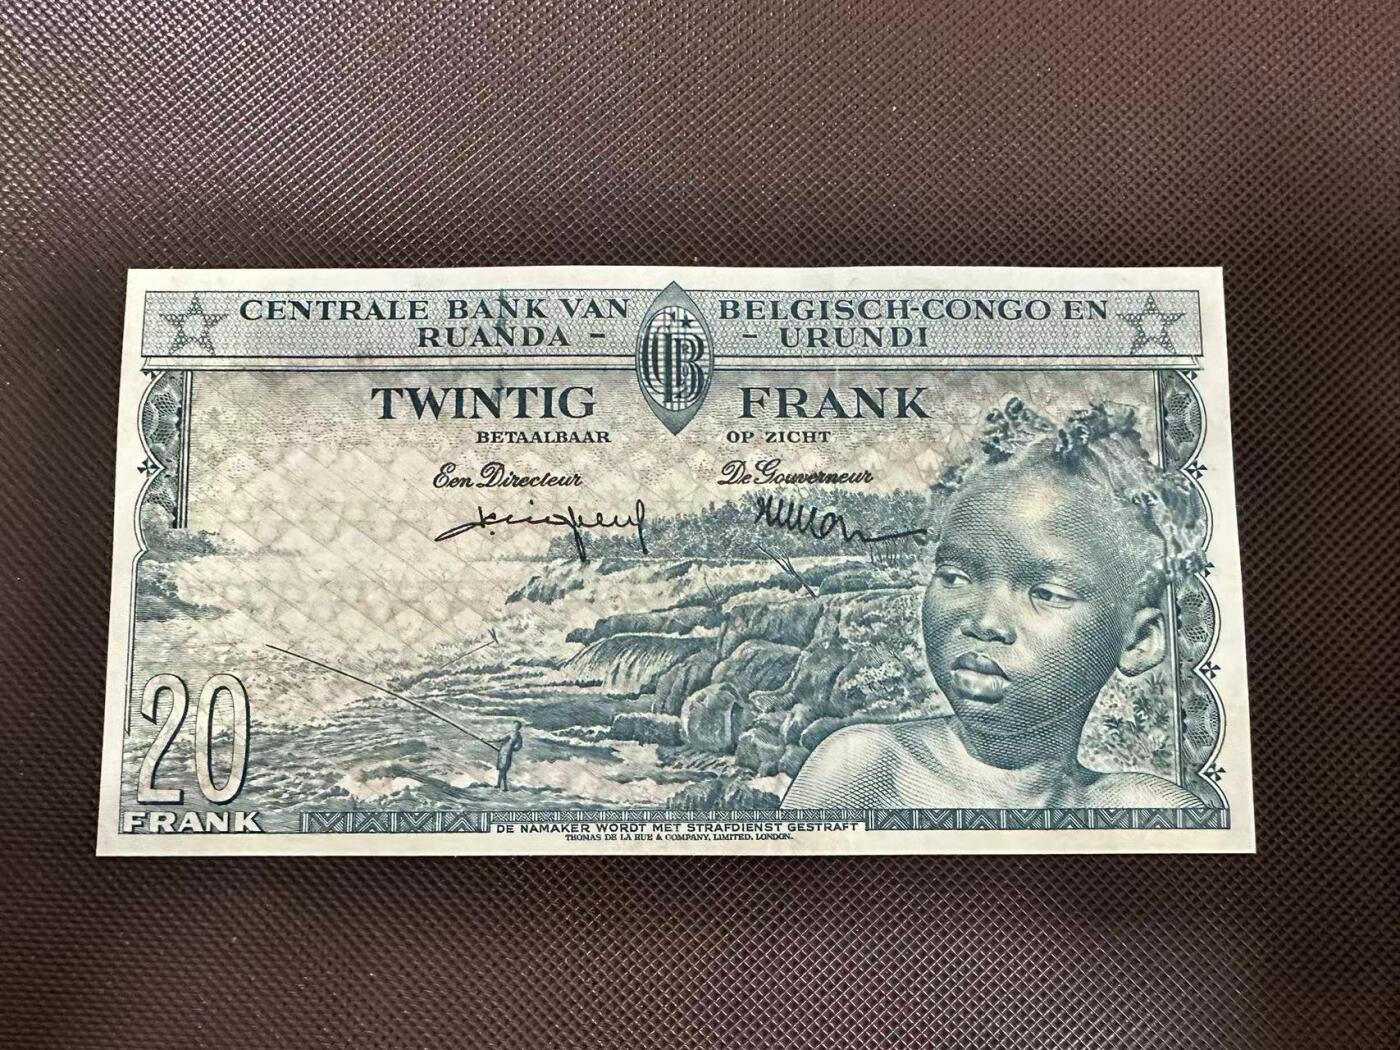 CENTRALE BANK VAN BELGISCH-CONGO EN
RUANDA - - URUNDI
TWINTIG FRANK
BETAALBAAR OP ZICHT
Een Directeur De Gouverneur
20
FRANK
DE NAMAKER WORDT MET STRAFDIENST GESTRAFT
THOMAS DE LA RUE & COMPANY, LIMITED, LONDON.